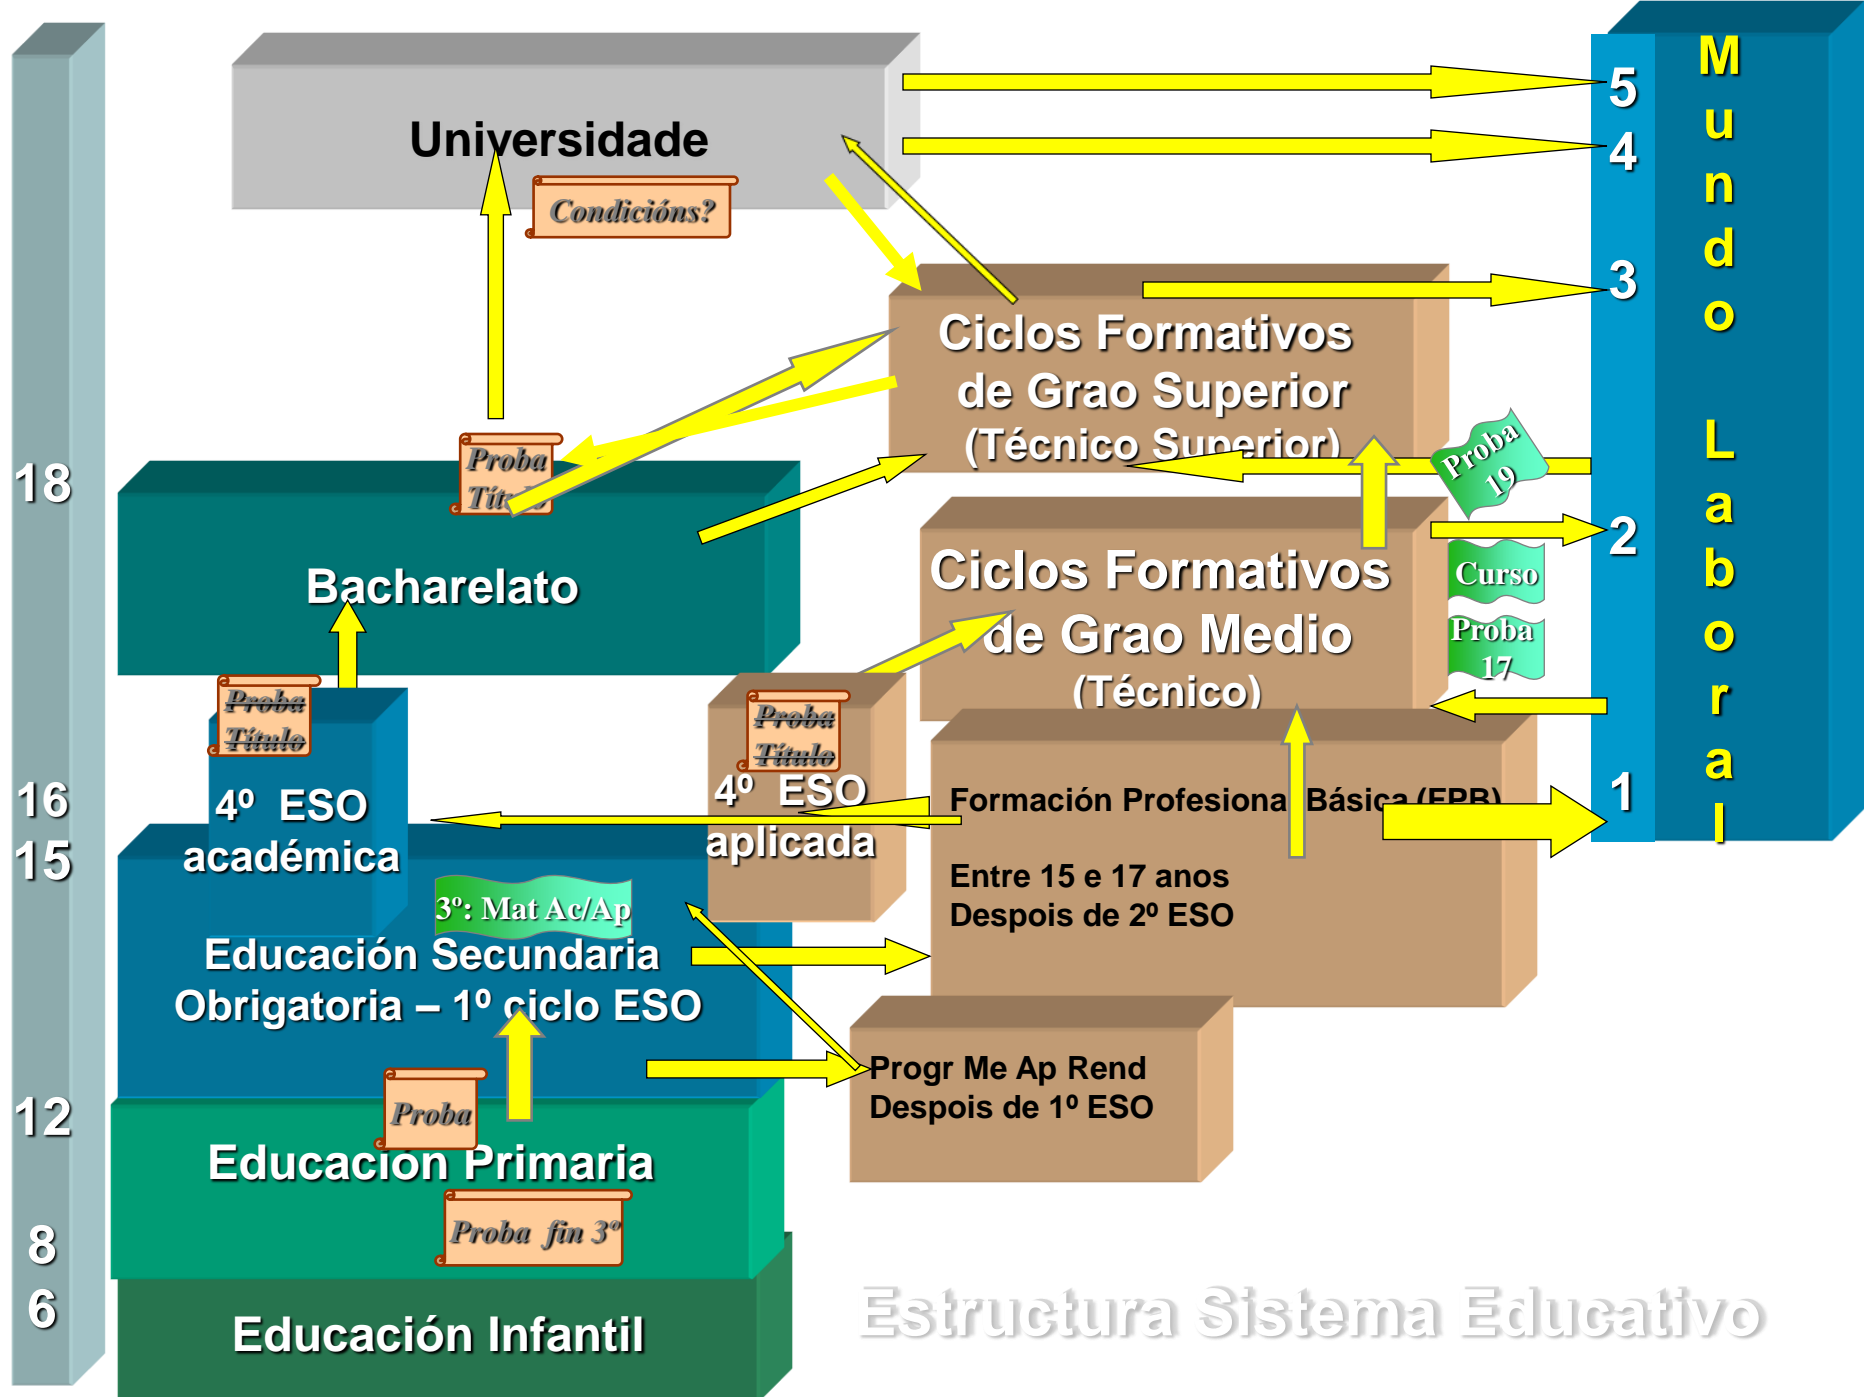 Universidade
Condicións?
5
4
3
2
1
Mundo Laboral
Ciclos Formativos
de Grao Superior
(Técnico Superior)
Proba
19
18
Proba
Título
Bacharelato
Ciclos Formativos
de Grao Medio
(Técnico)
Curso
Proba
17
Proba
Título
4º ESO
académica
Proba
Título
4º ESO
aplicada
16
15
Formación Profesional Básica (FPB)
Entre 15 e 17 anos
Despois de 2º ESO
3º: Mat Ac/Ap
Educación Secundaria
Obrigatoria – 1º ciclo ESO
Progr Me Ap Rend
Despois de 1º ESO
12
Proba
Educación Primaria
Proba fin 3º
8
6
Educación Infantil
Estructura Sistema Educativo